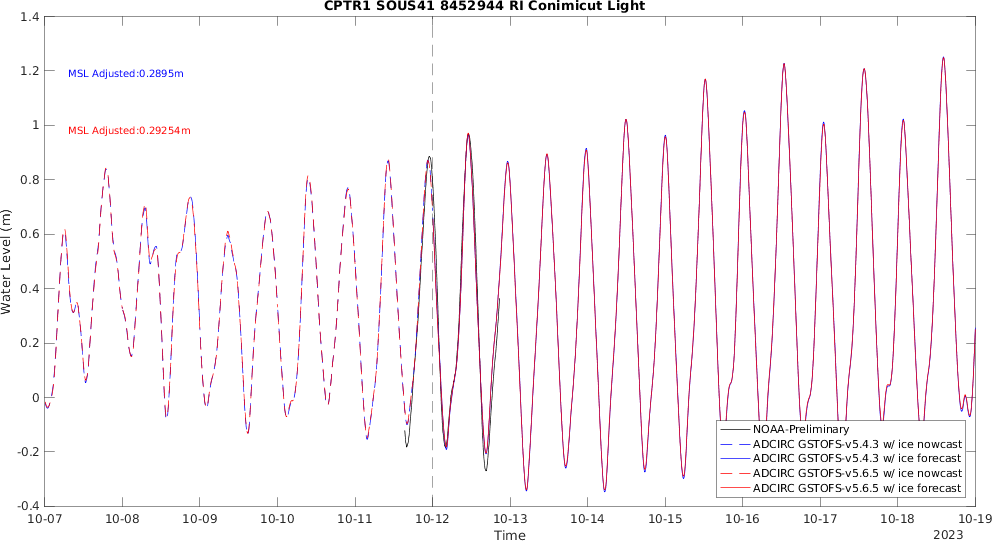 CPTR1 SOUS41 8452944 RI Conimicut Light
1.4
1.2
1
0.8
0.6
0.4
0.2
0
-0.2
-0.4
Water Level (m)
MSL Adjusted:0.2895m
MSL Adjusted:0.29254m
NOAA-Preliminary
ADCIRC GSTOFS-v5.4.3 w/ ice nowcast
ADCIRC GSTOFS-v5.4.3 w/ ice forecast
ADCIRC GSTOFS-v5.6.5 w/ ice nowcast
ADCIRC GSTOFS-v5.6.5 w/ ice forecast
10-07 10-08 10-09 10-10 10-11 10-12 10-13 10-14 10-15 10-16 10-17 10-18 10-19
Time
2023